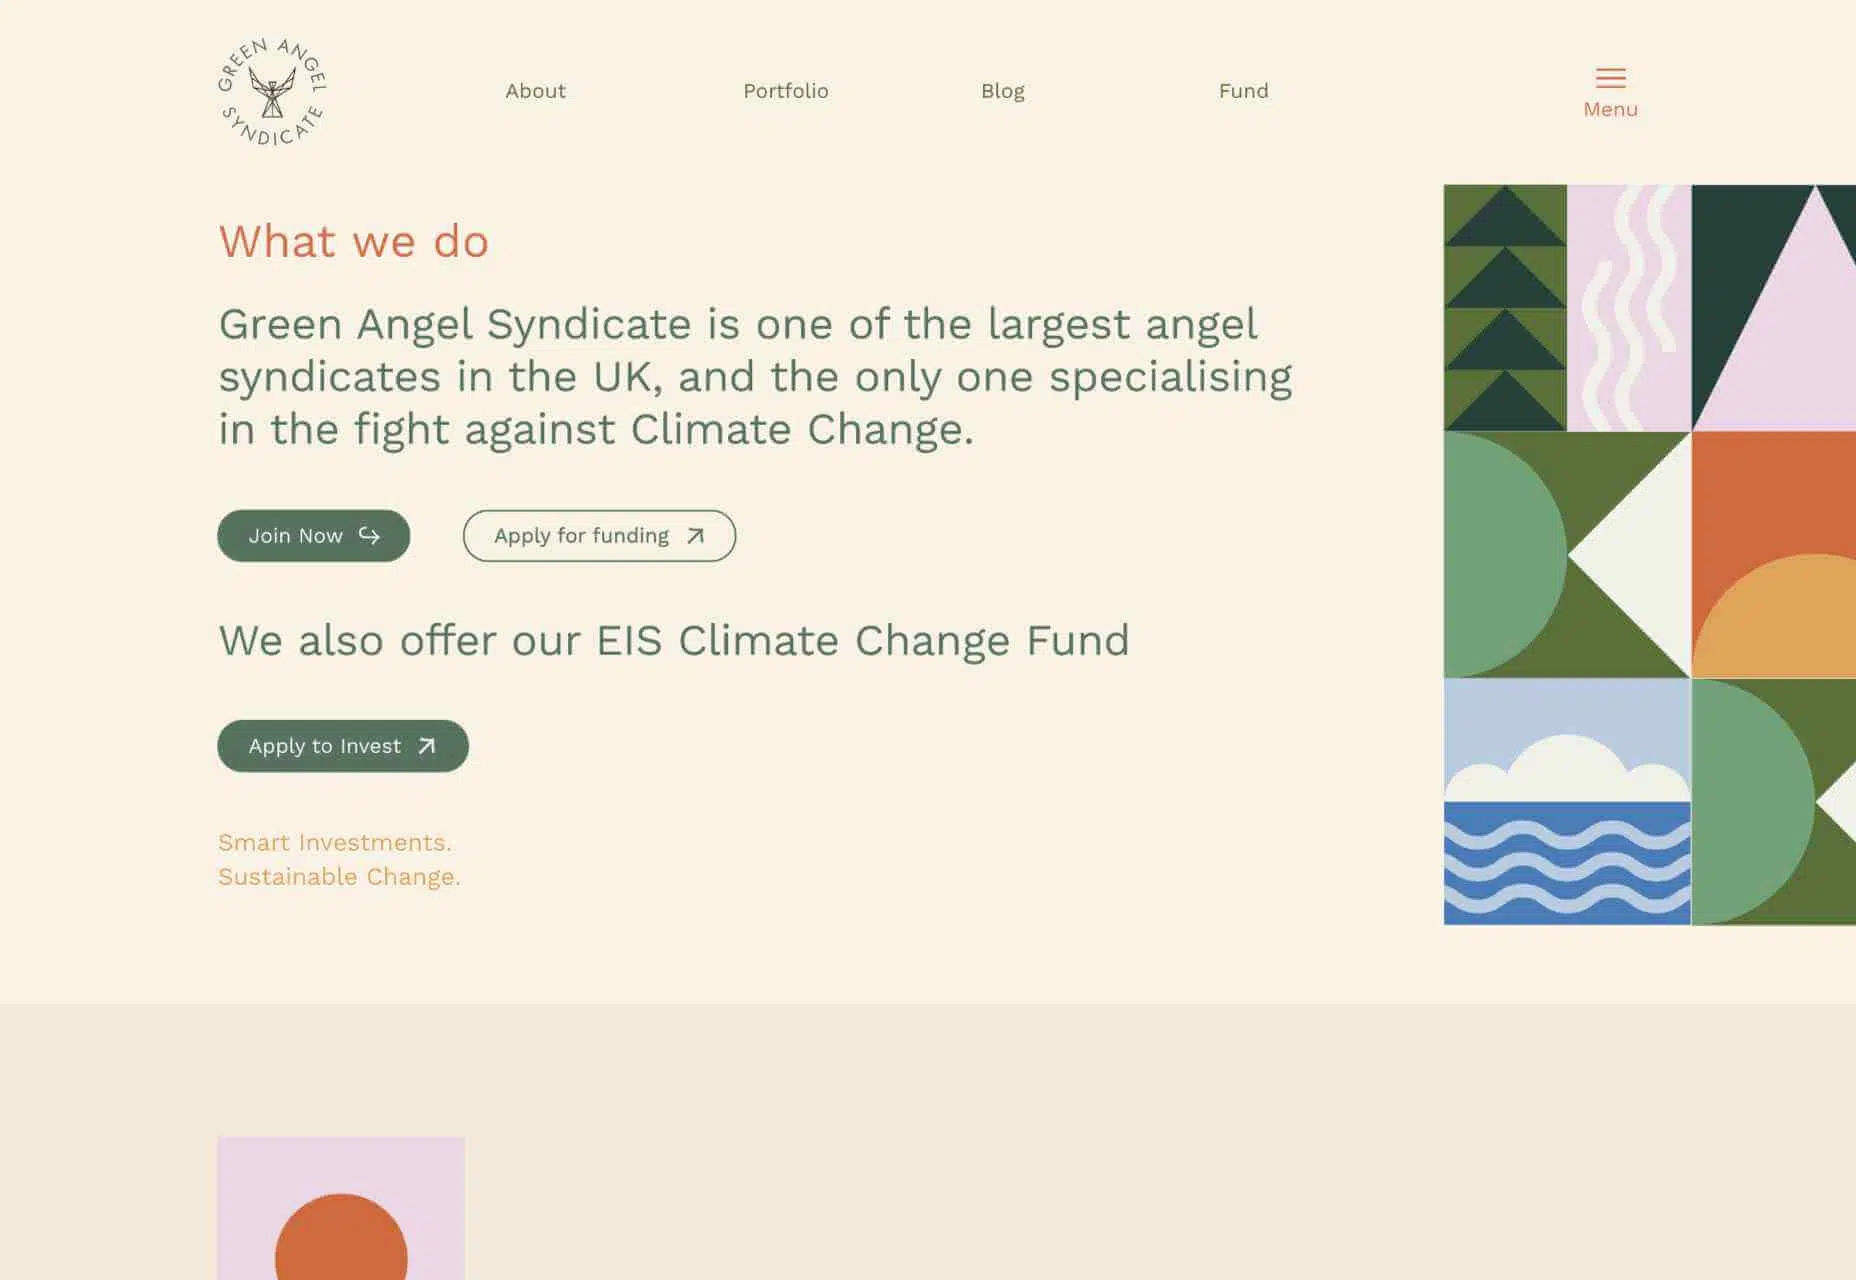 GREEN ANGEL
SYNDICATE
About
Portfolio
Blog
Fund
Menu
What we do
Green Angel Syndicate is one of the largest angel
syndicates in the UK, and the only one specialising
in the fight against Climate Change.
Join Now
Apply for funding
We also offer our EIS Climate Change Fund
Apply to Invest
Smart Investments.
Sustainable Change.